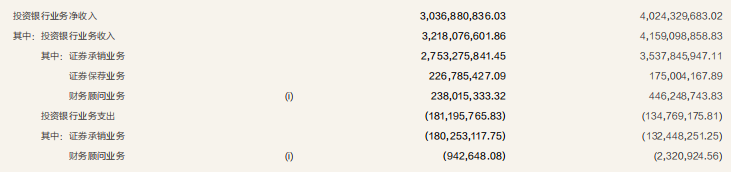 投资银行业务净收入 3,036,880,836.03 4,024,329,683.02
其中：投资银行业务收入 3,218,076,601.86 4,159,098,858.83
其中：证券承销业务 2,753,275,841.45 3,537,845,947.11
证券保荐业务 226,785,427.09 175,004,167.89
财务顾问业务 (i) 238,015,333.32 446,248,743.83
投资银行业务支出 (181,195,765.83) (134,769,175.81)
其中：证券承销业务 (180,253,117.75) (132,448,251.25)
财务顾问业务 (i) (942,648.08) (2,320,924.56)